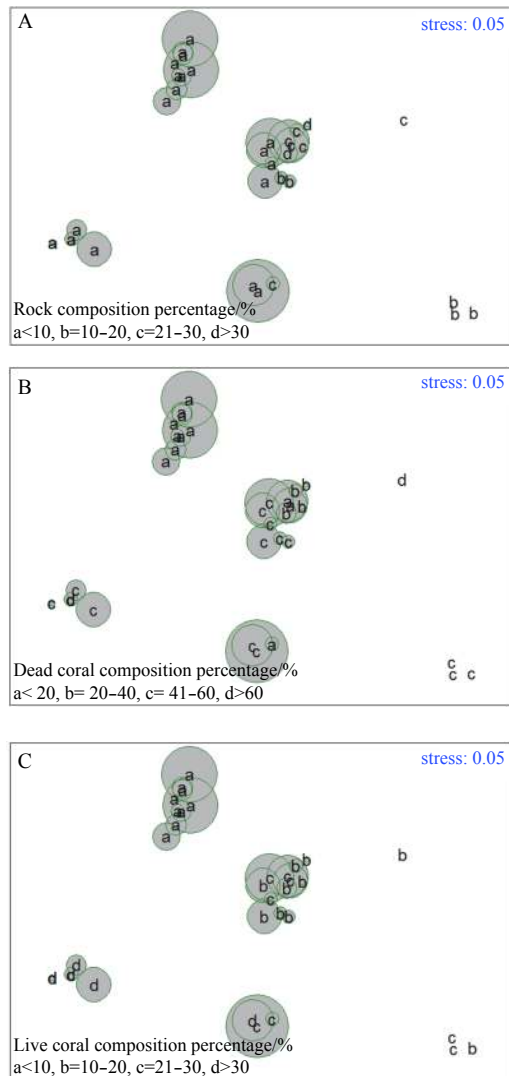 A stress: 0.05
a
a
a a
a
a
a
c
d
c
a c c c
a d
a
a b b
a
a a
a
a c
a
b
b b
Rock composition percentage/%
a<10, b=10–20, c=21–30, d>30
B stress: 0.05
a
a
a a
a
a
a
d
b
b
c a b b
c b
c
c c c
c
c d
c
c a
c
c
c c
Dead coral composition percentage/%
a< 20, b= 20–40, c= 41–60, d>60
C stress: 0.05
a
a
a a
a
a
a
b
b
b
c c c b
b b
c
b b b
d
d d
d
d c
c
c
c b
Live coral composition percentage/%
a<10, b=10–20, c=21–30, d>30